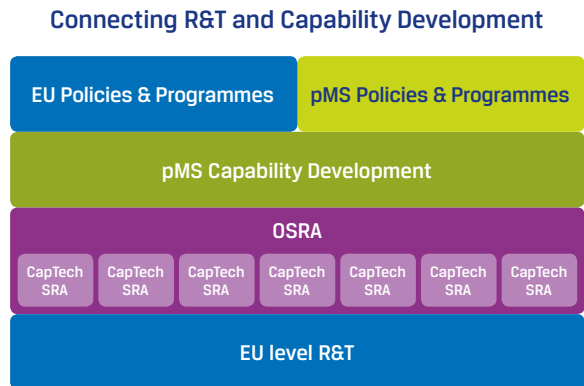 Connecting R&T and Capability Development
EU Policies & Programmes
pMS Policies & Programmes
pMS Capability Development
OSRA
CapTech
SRA
CapTech
SRA
CapTech
SRA
CapTech
SRA
CapTech
SRA
CapTech
SRA
CapTech
SRA
EU level R&T